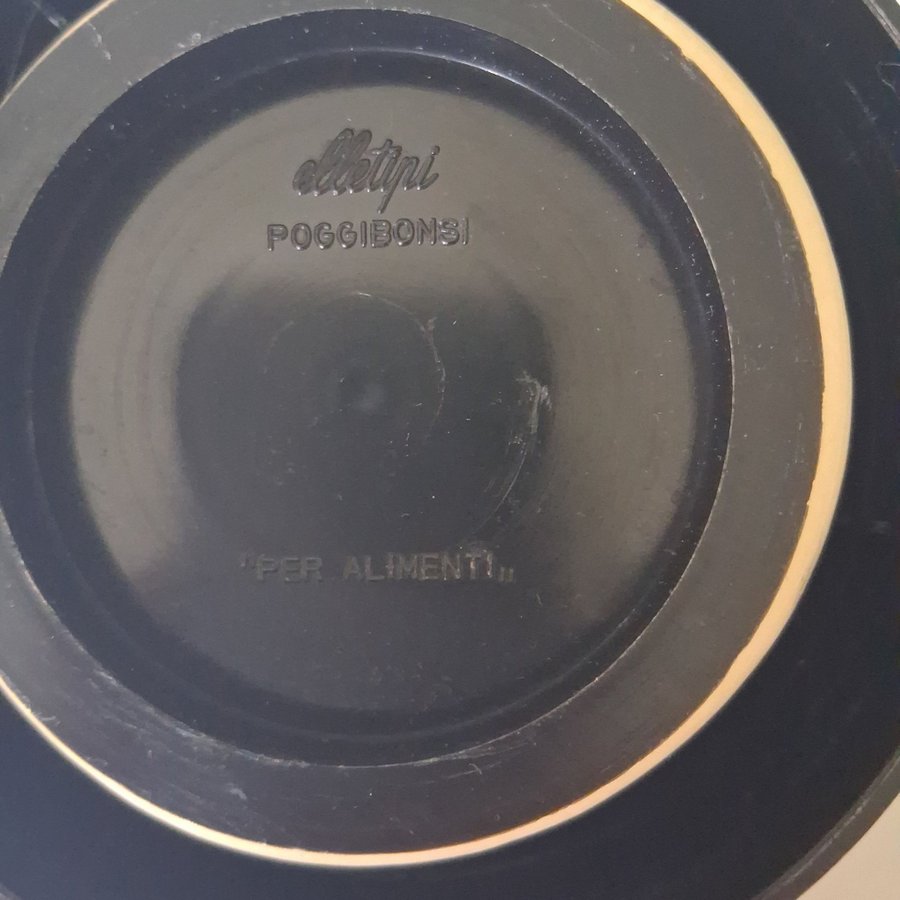 elletipi
POGGIBONSI
"PER ALIMENTI„